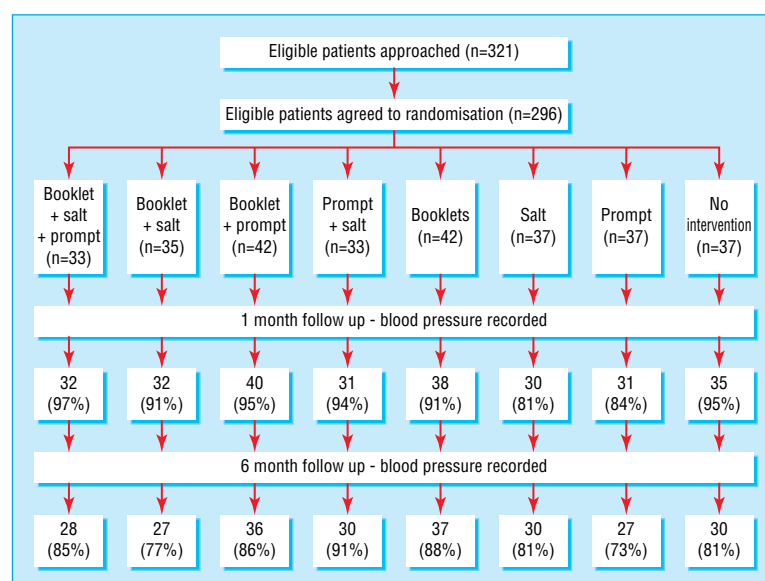 Eligible patients approached (n=321)
Eligible patients agreed to randomisation (n=296)
Booklet
+ salt
+ prompt
(n=33)
Booklet
+ salt
(n=35)
Booklet
+ prompt
(n=42)
Prompt
+ salt
(n=33)
Booklets
(n=42)
Salt
(n=37)
Prompt
(n=37)
No
intervention
(n=37)
1 month follow up - blood pressure recorded
32
(97%)
32
(91%)
40
(95%)
31
(94%)
38
(91%)
30
(81%)
31
(84%)
35
(95%)
6 month follow up - blood pressure recorded
28
(85%)
27
(77%)
36
(86%)
30
(91%)
37
(88%)
30
(81%)
27
(73%)
30
(81%)